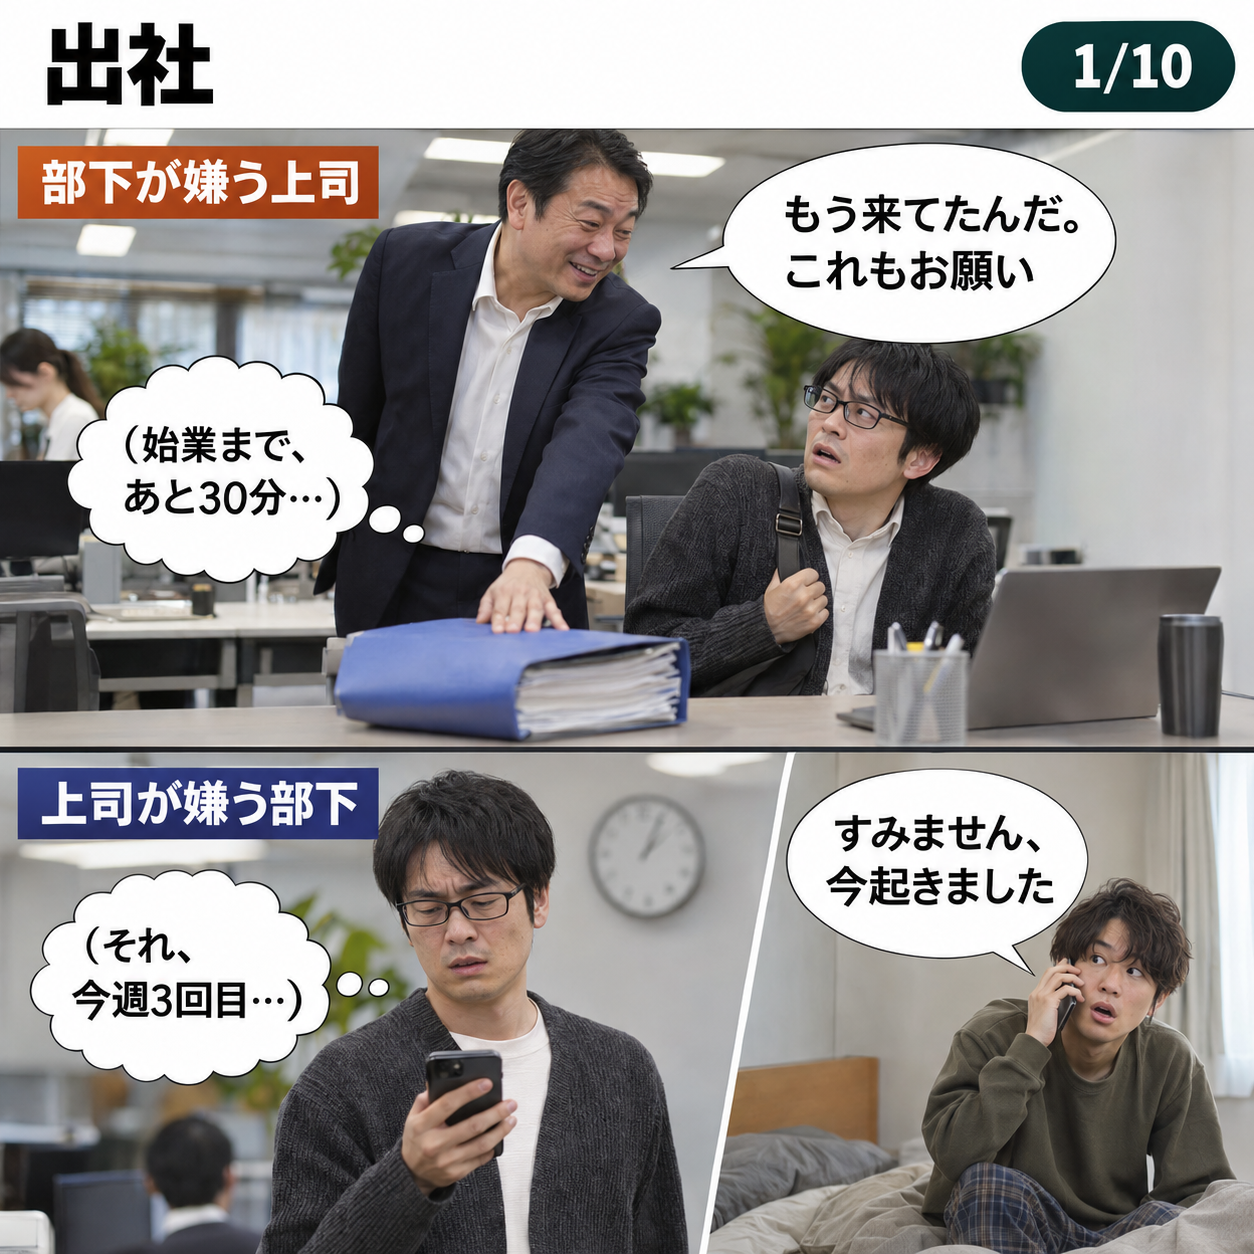 出社
1/10
部下が嫌う上司
もう来てたんだ。
これもお願い
(始業まで、
あと30分…)
上司が嫌う部下
(それ、
今週3回目…)
すみません、
今起きました